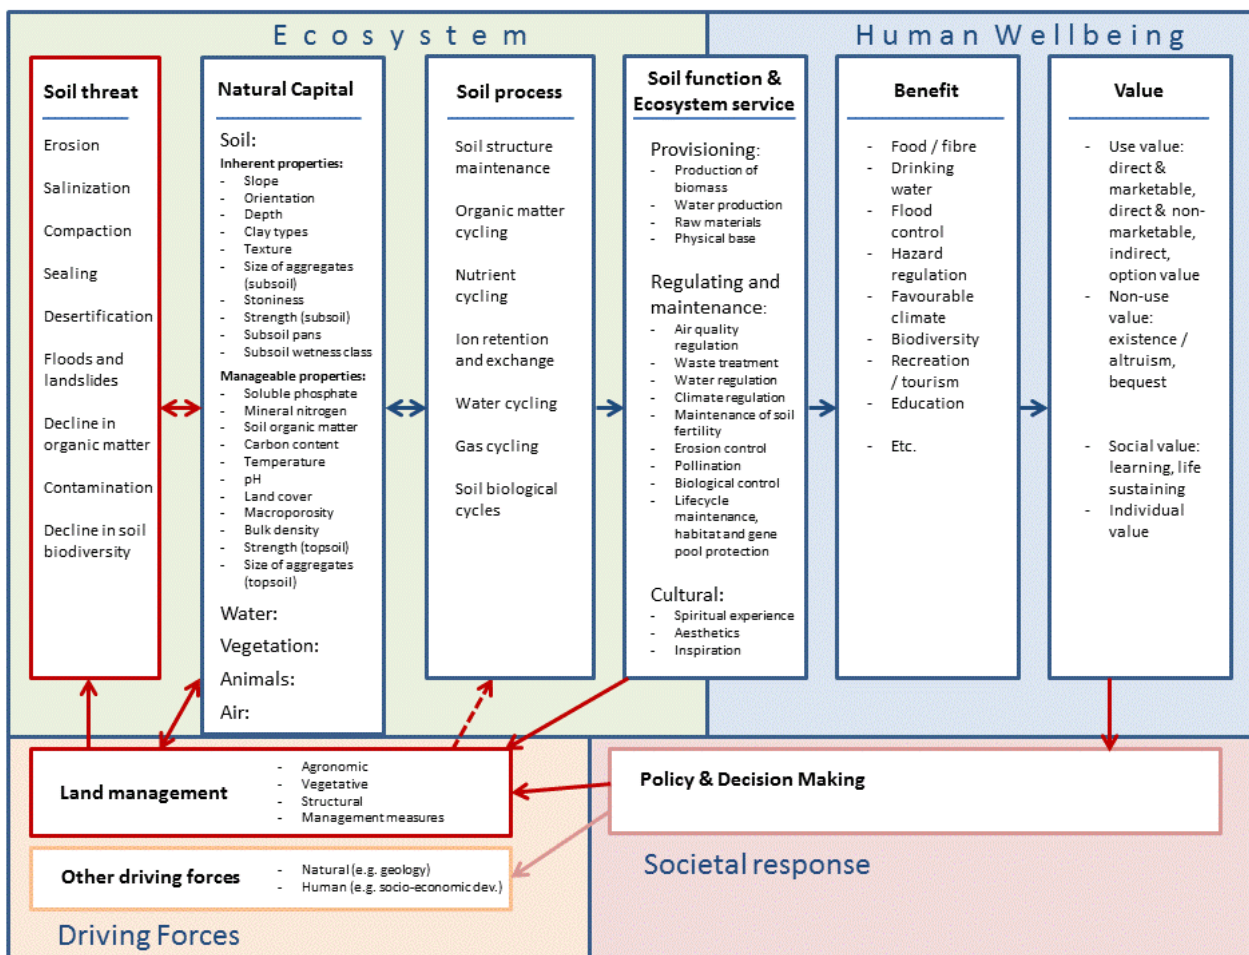 Ecosystem
Human Wellbeing
Soil threat
Erosion
Salinization
Compaction
Sealing
Desertification
Floods and
landslides
Decline in
organic matter
Contamination
Decline in soil
biodiversity
Natural Capital
Soil:
Inherent properties:
- Slope
- Orientation
- Depth
- Clay types
- Texture
- Size of aggregates
(subsoil)
- Stoniness
- Strength (subsoil)
- Subsoil pans
- Subsoil wetness class
Manageable properties:
- Soluble phosphate
- Mineral nitrogen
- Soil organic matter
- Carbon content
- Temperature
- pH
- Land cover
- Macroporosity
- Bulk density
- Strength (topsoil)
- Size of aggregates
(topsoil)
Water:
Vegetation:
Animals:
Air:
Soil process
Soil structure
maintenance
Organic matter
cycling
Nutrient
cycling
Ion retention
and exchange
Water cycling
Gas cycling
Soil biological
cycles
Soil function &
Ecosystem service
Provisioning:
- Production of
biomass
- Water production
- Raw materials
- Physical base
Regulating and
maintenance:
- Air quality
regulation
- Waste treatment
- Water regulation
- Climate regulation
- Maintenance of soil
fertility
- Erosion control
- Pollination
- Biological control
- Lifecycle
maintenance,
habitat and gene
pool protection
Cultural:
- Spiritual experience
- Aesthetics
- Inspiration
Benefit
- Food / fibre
- Drinking
water
- Flood
control
- Hazard
regulation
- Favourable
climate
- Biodiversity
- Recreation
/ tourism
- Education
- Etc.
Value
- Use value:
direct &
marketable,
direct & non-
marketable,
indirect,
option value
- Non-use
value:
existence /
altruism,
bequest
- Social value:
learning, life
sustaining
- Individual
value
Land management
- Agronomic
- Vegetative
- Structural
- Management measures
Other driving forces
- Natural (e.g. geology)
- Human (e.g. socio-economic dev.)
Driving Forces
Policy & Decision Making
Societal response